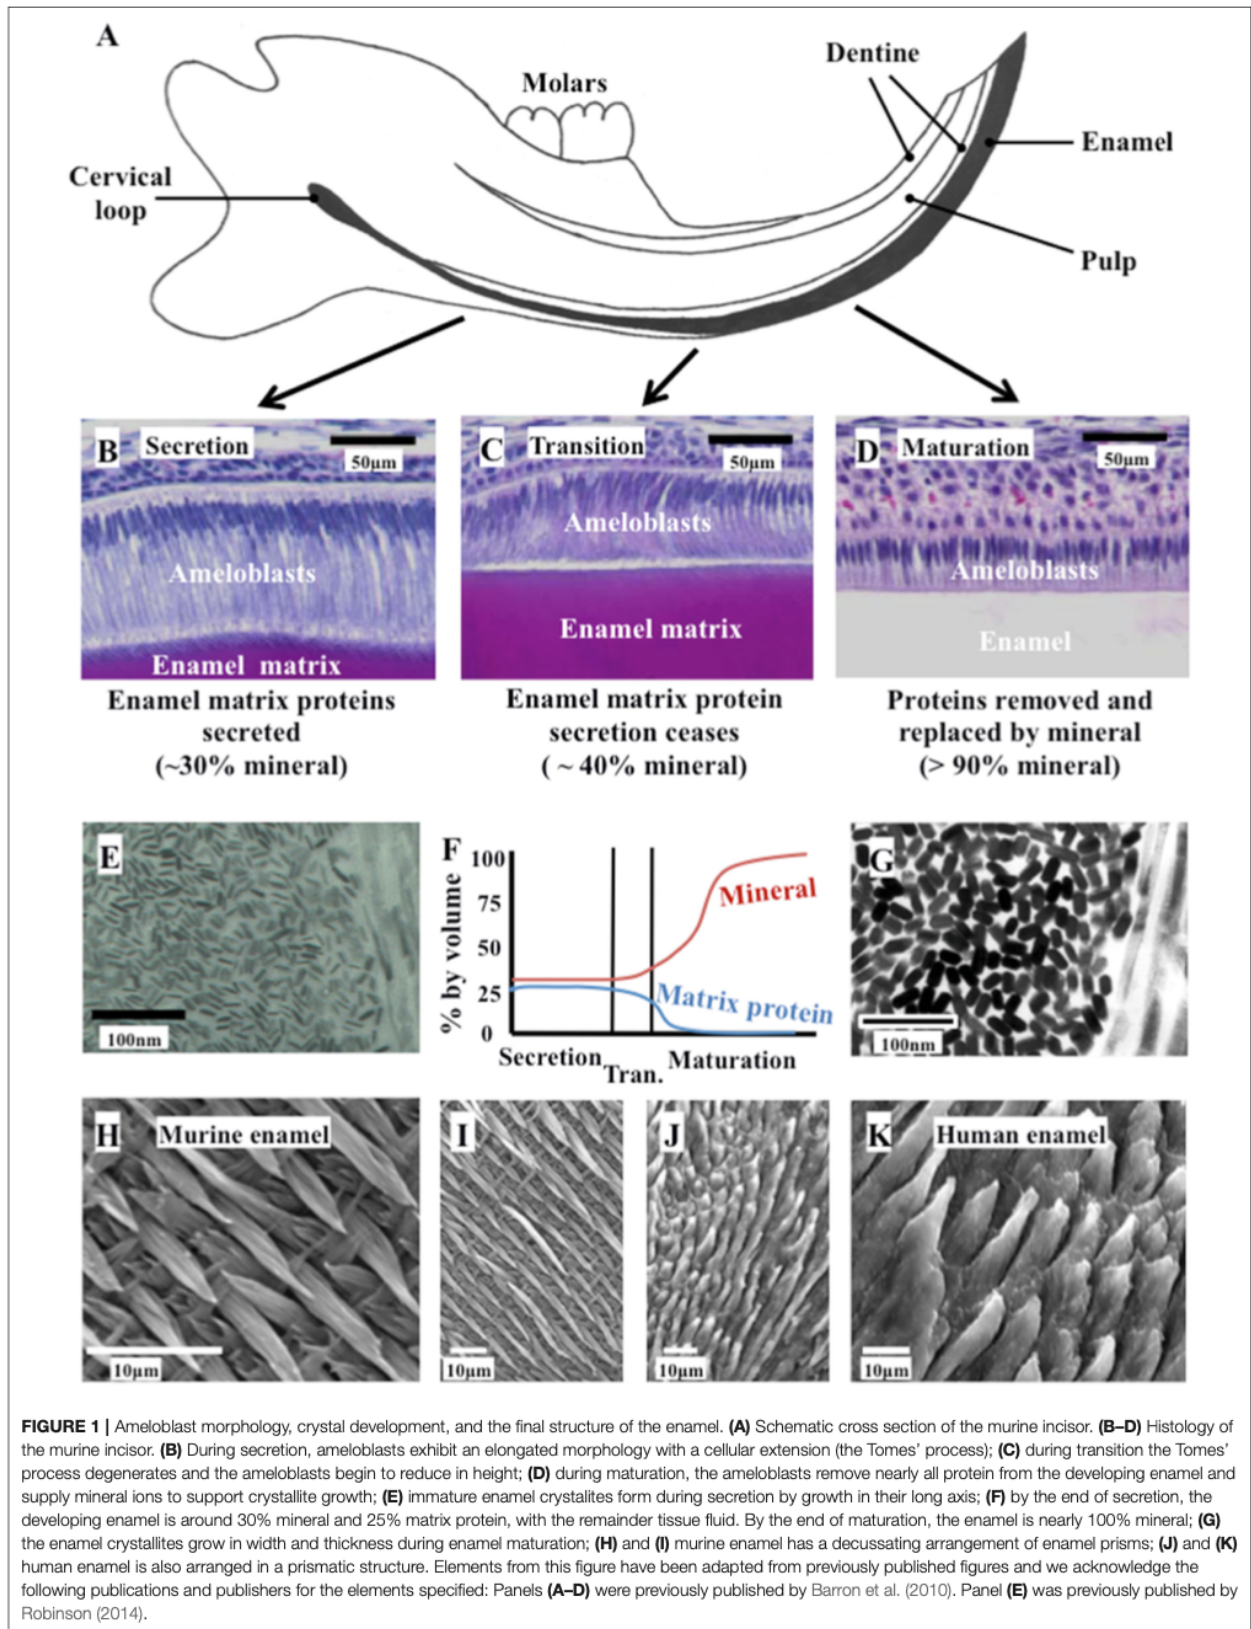 A
Molars
Dentine
Enamel
Cervical
loop
Pulp
B Secretion
50μm
Ameloblasts
Enamel matrix
C Transition
50μm
Ameloblasts
Enamel matrix
D Maturation
50μm
Ameloblasts
Enamel
Enamel matrix proteins
secreted
(~30% mineral)
Enamel matrix protein
secretion ceases
( ~ 40% mineral)
Proteins removed and
replaced by mineral
(> 90% mineral)
E
100nm
F
% by volume
100
75
50
25
0
Mineral
Matrix protein
Secretion
Tran.
Maturation
G
100nm
H Murine enamel
10μm
I
10μm
J
10μm
K Human enamel
10μm
FIGURE 1 | Ameloblast morphology, crystal development, and the final structure of the enamel. (A) Schematic cross section of the murine incisor. (B–D) Histology of
the murine incisor. (B) During secretion, ameloblasts exhibit an elongated morphology with a cellular extension (the Tomes’ process); (C) during transition the Tomes’
process degenerates and the ameloblasts begin to reduce in height; (D) during maturation, the ameloblasts remove nearly all protein from the developing enamel and
supply mineral ions to support crystallite growth; (E) immature enamel crystalites form during secretion by growth in their long axis; (F) by the end of secretion, the
developing enamel is around 30% mineral and 25% matrix protein, with the remainder tissue fluid. By the end of maturation, the enamel is nearly 100% mineral; (G)
the enamel crystallites grow in width and thickness during enamel maturation; (H) and (I) murine enamel has a decussating arrangement of enamel prisms; (J) and (K)
human enamel is also arranged in a prismatic structure. Elements from this figure have been adapted from previously published figures and we acknowledge the
following publications and publishers for the elements specified: Panels (A–D) were previously published by Barron et al. (2010). Panel (E) was previously published by
Robinson (2014).